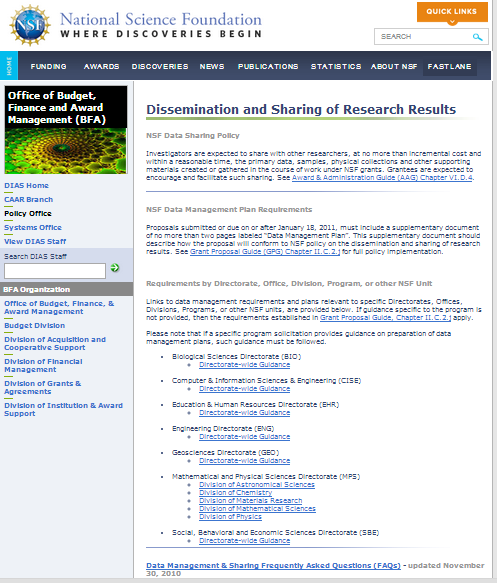 NSF
National Science Foundation
WHERE DISCOVERIES BEGIN
QUICK LINKS
SEARCH
HOME
FUNDING AWARDS DISCOVERIES NEWS PUBLICATIONS STATISTICS ABOUT NSF FASTLANE
Office of Budget,
Finance and Award
Management (BFA)
DIAS Home
CAAR Branch
Policy Office
Systems Office
View DIAS Staff
Search DIAS Staff
BFA Organization
Office of Budget, Finance, &
Award Management
Budget Division
Division of Acquisition and
Cooperative Support
Division of Financial
Management
Division of Grants &
Agreements
Division of Institution & Award
Support
Dissemination and Sharing of Research Results
NSF Data Sharing Policy
Investigators are expected to share with other researchers, at no more than incremental cost and
within a reasonable time, the primary data, samples, physical collections and other supporting
materials created or gathered in the course of work under NSF grants. Grantees are expected to
encourage and facilitate such sharing. See Award & Administration Guide (AAG) Chapter VI.D.4.
NSF Data Management Plan Requirements
Proposals submitted or due on or after January 18, 2011, must include a supplementary document
of no more than two pages labeled "Data Management Plan". This supplementary document should
describe how the proposal will conform to NSF policy on the dissemination and sharing of research
results. See Grant Proposal Guide (GPG) Chapter II.C.2.j for full policy implementation.
Requirements by Directorate, Office, Division, Program, or other NSF Unit
Links to data management requirements and plans relevant to specific Directorates, Offices,
Divisions, Programs, or other NSF units, are provided below. If guidance specific to the program is
not provided, then the requirements established in Grant Proposal Guide, Chapter II.C.2.j apply.
Please note that if a specific program solicitation provides guidance on preparation of data
management plans, such guidance must be followed.
Biological Sciences Directorate (BIO)
Directorate-wide Guidance
Computer & Information Sciences & Engineering (CISE)
Directorate-wide Guidance
Education & Human Resources Directorate (EHR)
Directorate-wide Guidance
Engineering Directorate (ENG)
Directorate-wide Guidance
Geosciences Directorate (GEO)
Directorate-wide Guidance
Mathematical and Physical Sciences Directorate (MPS)
Division of Astronomical Sciences
Division of Chemistry
Division of Materials Research
Division of Mathematical Sciences
Division of Physics
Social, Behavioral and Economic Sciences Directorate (SBE)
Directorate-wide Guidance
Data Management & Sharing Frequently Asked Questions (FAQs) - updated November
30, 2010